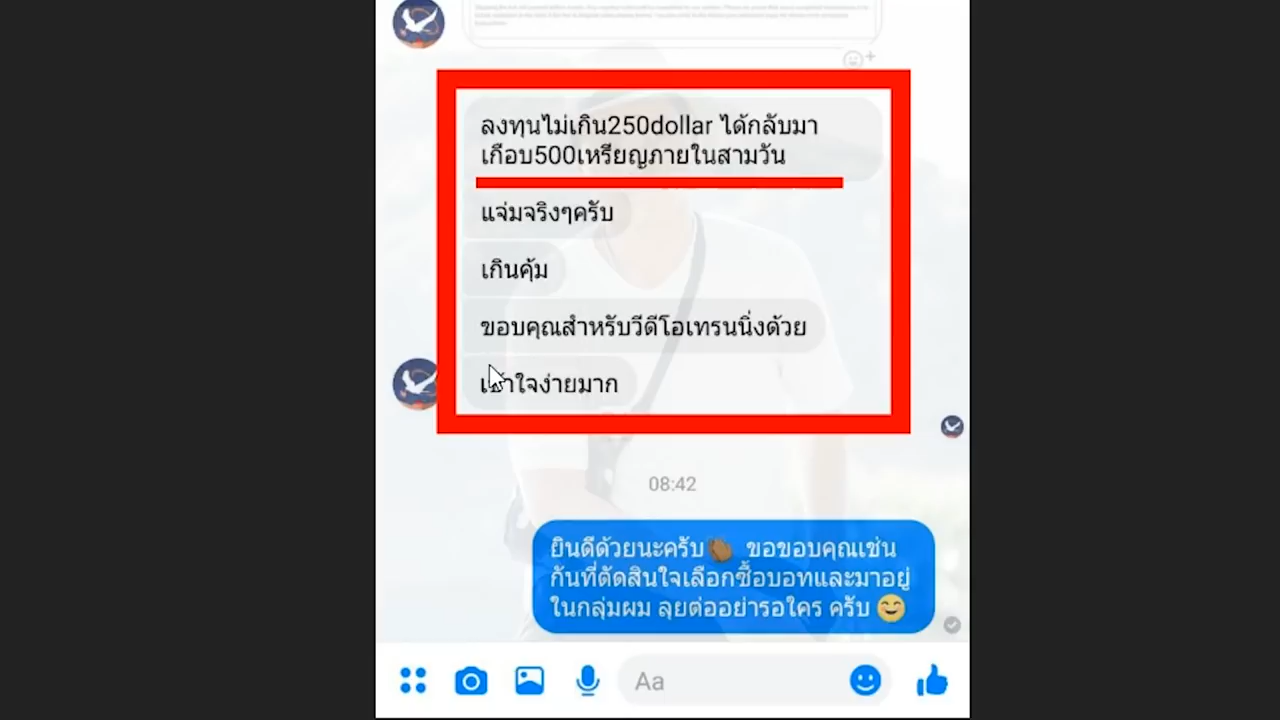 ลงทุนไม่เกิน250dollar ได้กลับมา
เกือบ500เหรียญภายในสามวัน
แจ่มจริงๆครับ
เกินคุ้ม
ขอบคุณสำหรับวีดีโอเทรนนิ่งด้วย
เข้าใจง่ายมาก
08:42
ยินดีด้วยนะครับ👏🏾 ขอขอบคุณเช่น
กันที่ตัดสินใจเลือกซื้อบอทและมาอยู่
ในกลุ่มผม ลุยต่ออย่ารอใคร ครับ😊
Aa